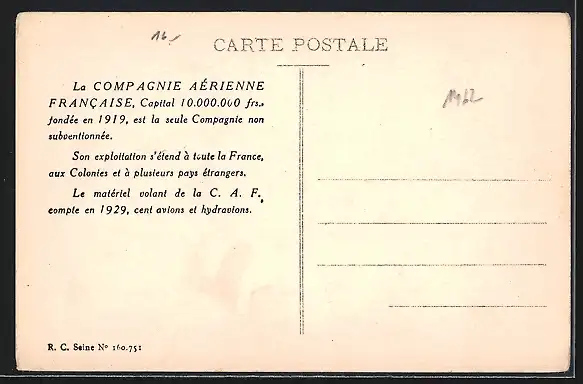 16.-
CARTE POSTALE
La COMPAGNIE AÉRIENNE
FRANÇAISE, Capital 10.000.000 frs.,
fondée en 1919, est la seule Compagnie non
subventionnée.
Son exploitation s'étend à toute la France,
aux Colonies et à plusieurs pays étrangers.
Le matériel volant de la C. A. F.,
compte en 1929, cent avions et hydravions.
R. C. Seine Nº 160.751